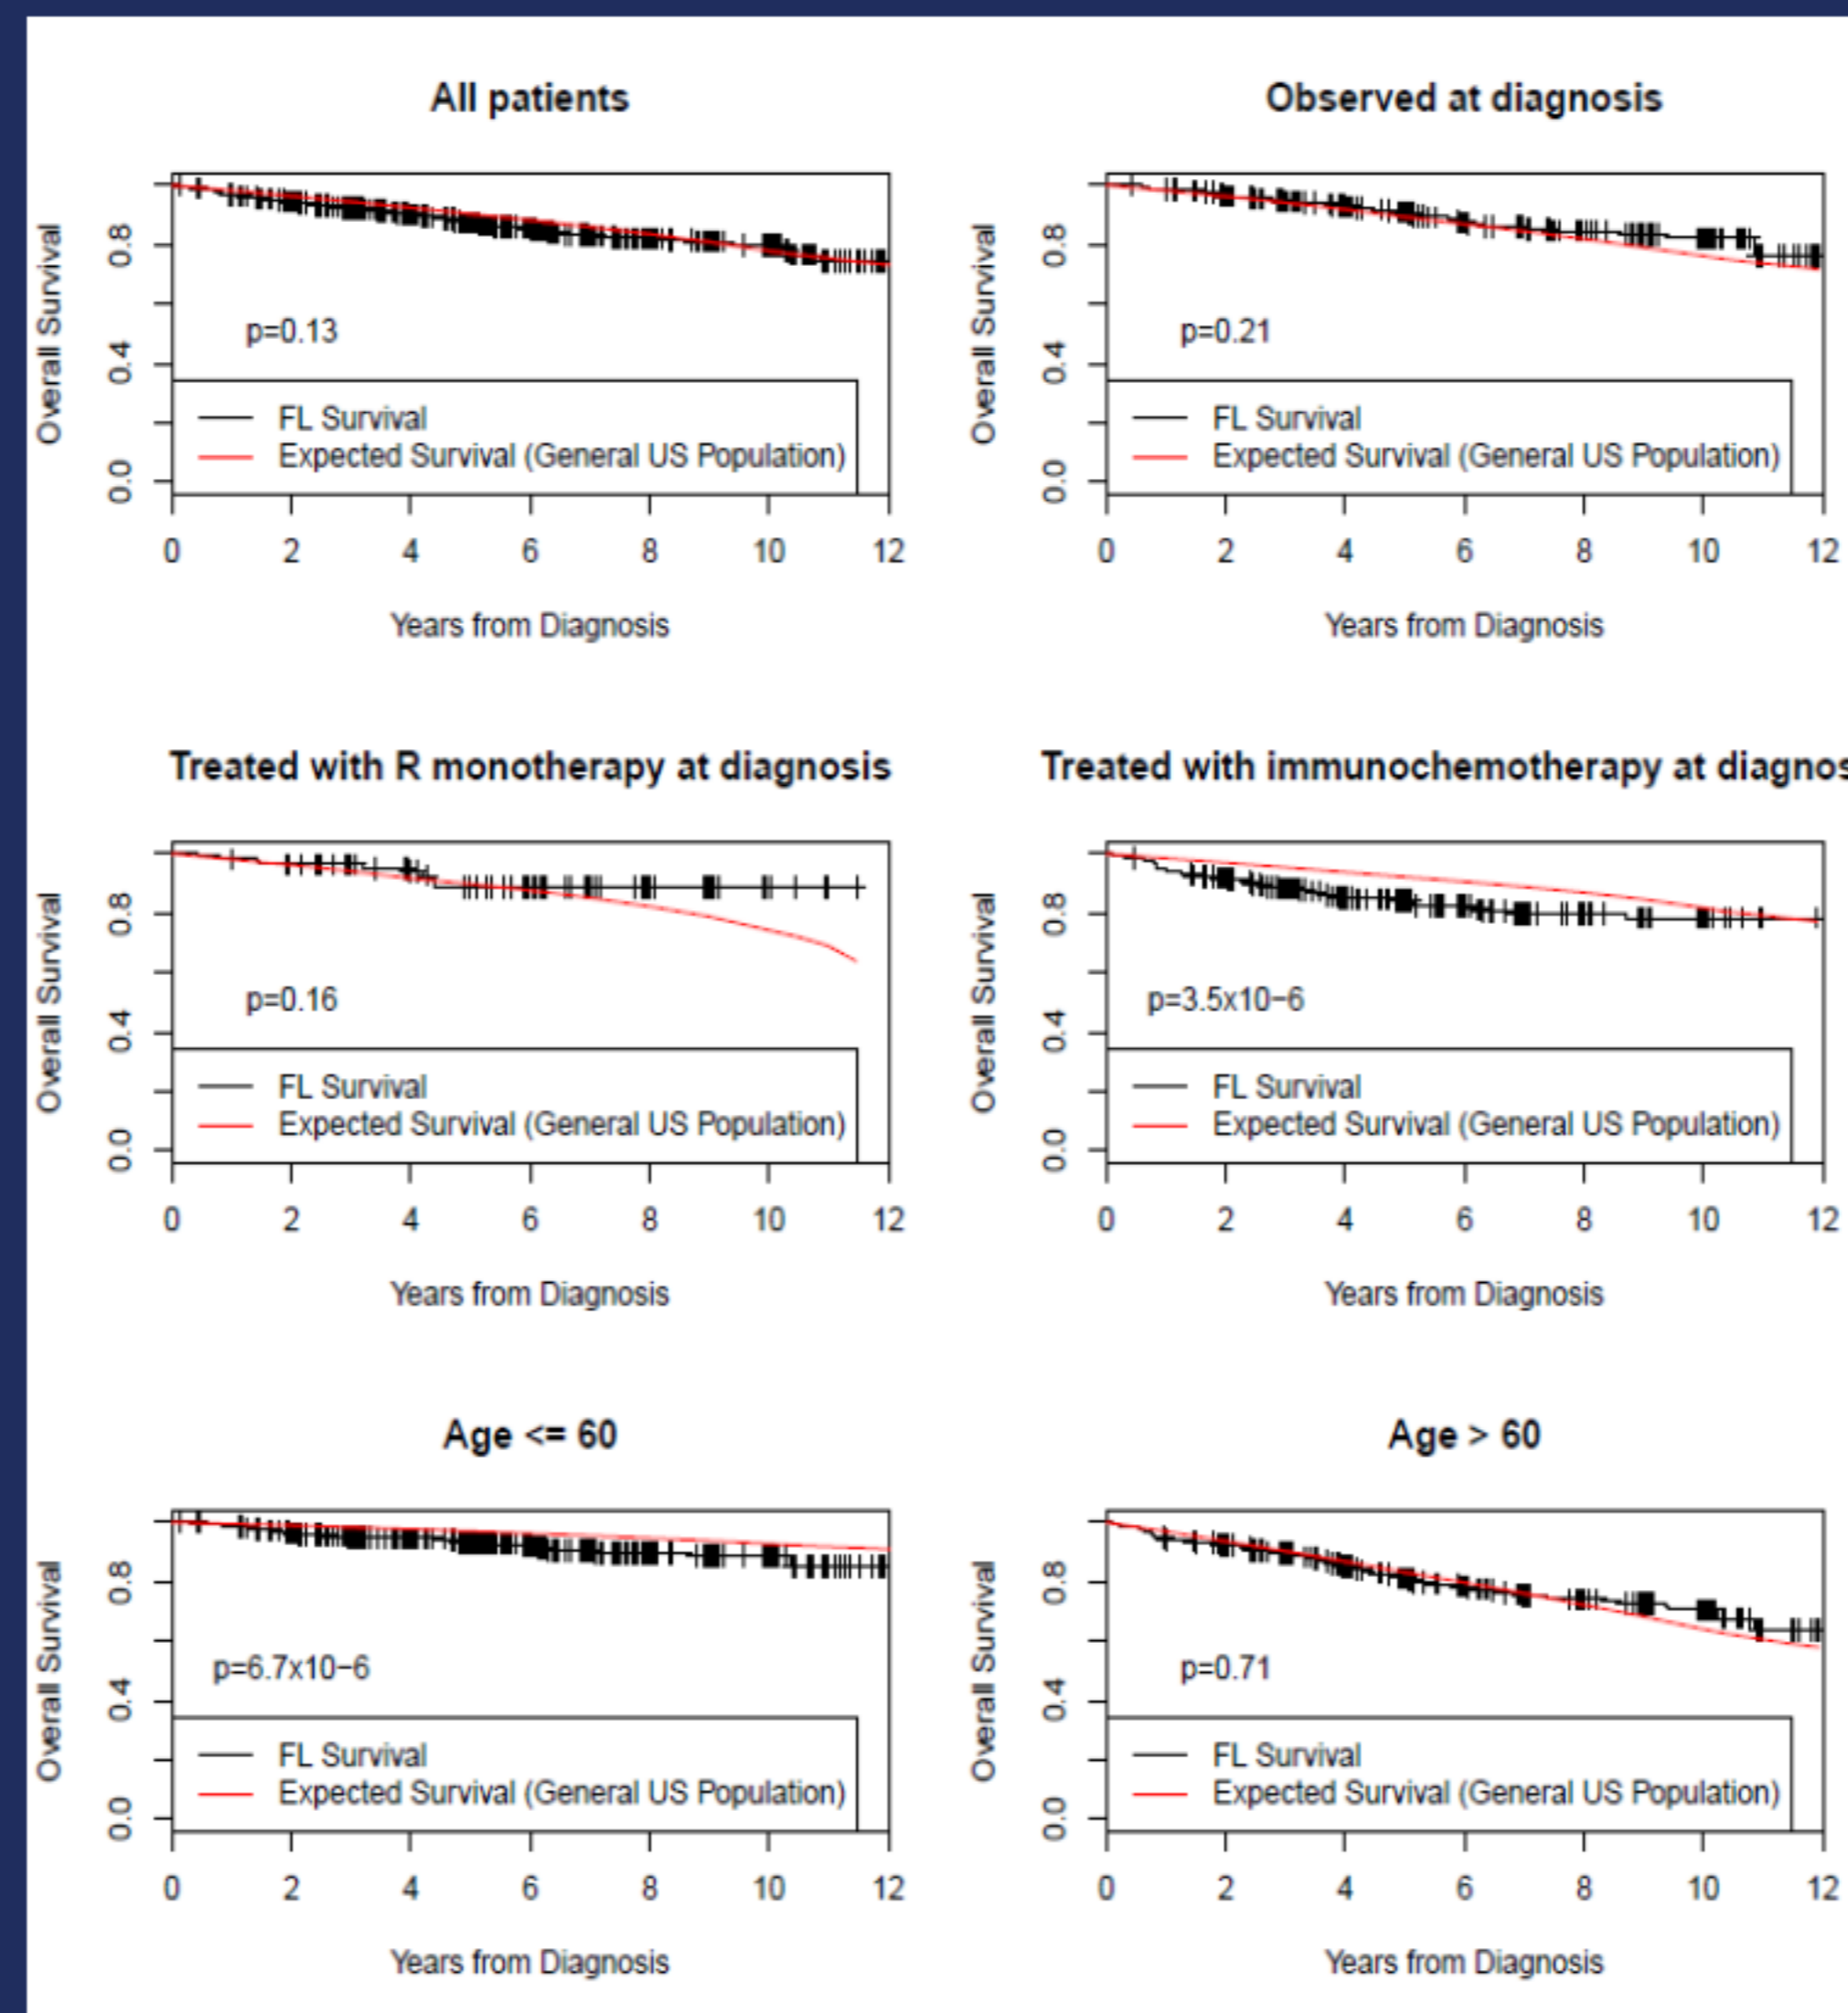 All patients
Overall Survival
0.8
0.4
0.0
p=0.13
FL Survival
Expected Survival (General US Population)
0 2 4 6 8 10 12
Years from Diagnosis
Observed at diagnosis
Overall Survival
0.8
0.4
0.0
p=0.21
FL Survival
Expected Survival (General US Population)
0 2 4 6 8 10 12
Years from Diagnosis
Treated with R monotherapy at diagnosis
Overall Survival
0.8
0.4
0.0
p=0.16
FL Survival
Expected Survival (General US Population)
0 2 4 6 8 10 12
Years from Diagnosis
Treated with immunochemotherapy at diagnos
Overall Survival
0.8
0.4
0.0
p=3.5x10−6
FL Survival
Expected Survival (General US Population)
0 2 4 6 8 10 12
Years from Diagnosis
Age <= 60
Overall Survival
0.8
0.4
0.0
p=6.7x10−6
FL Survival
Expected Survival (General US Population)
0 2 4 6 8 10 12
Years from Diagnosis
Age > 60
Overall Survival
0.8
0.4
0.0
p=0.71
FL Survival
Expected Survival (General US Population)
0 2 4 6 8 10 12
Years from Diagnosis